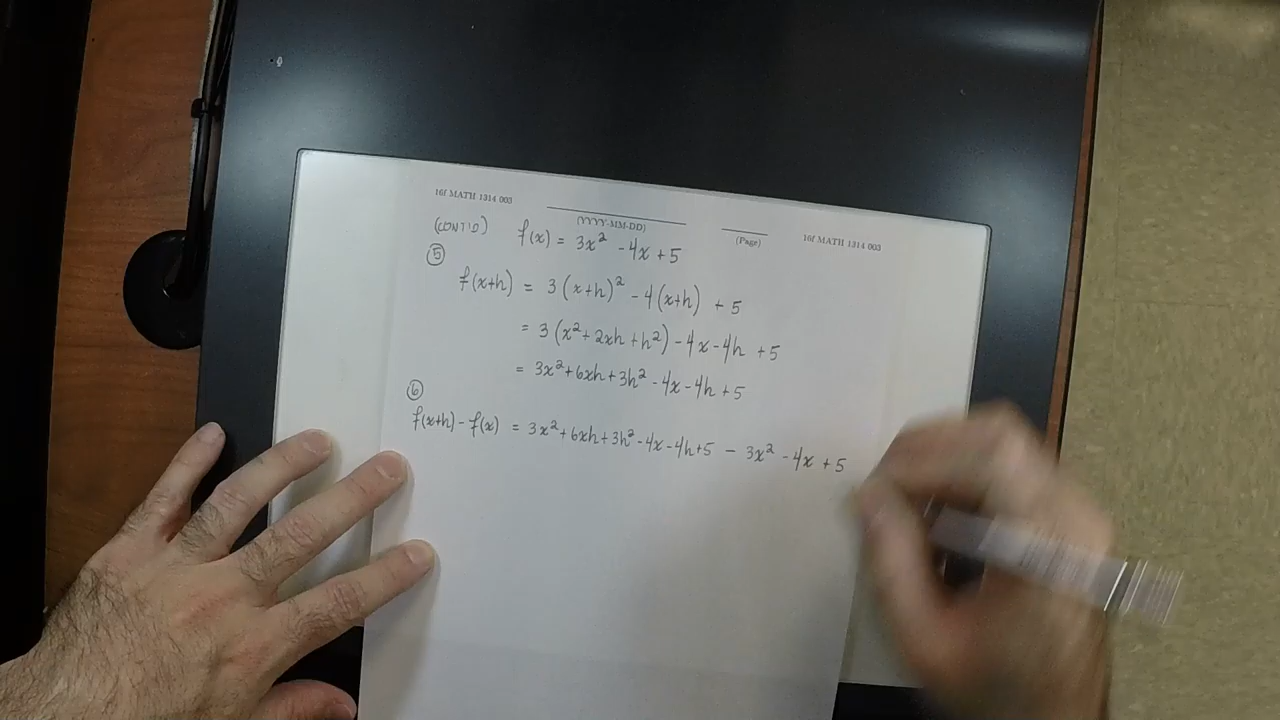 16f MATH 1314 003 (YYYY-MM-DD) (Page) 16f MATH 1314 003
(CONT'D) f(x) = 3x² - 4x + 5
⑤ f(x+h) = 3(x+h)² - 4(x+h) + 5
= 3(x² + 2xh + h²) - 4x - 4h + 5
= 3x² + 6xh + 3h² - 4x - 4h + 5
⑥
f(x+h) - f(x) = 3x² + 6xh + 3h² - 4x - 4h + 5 - 3x² - 4x + 5